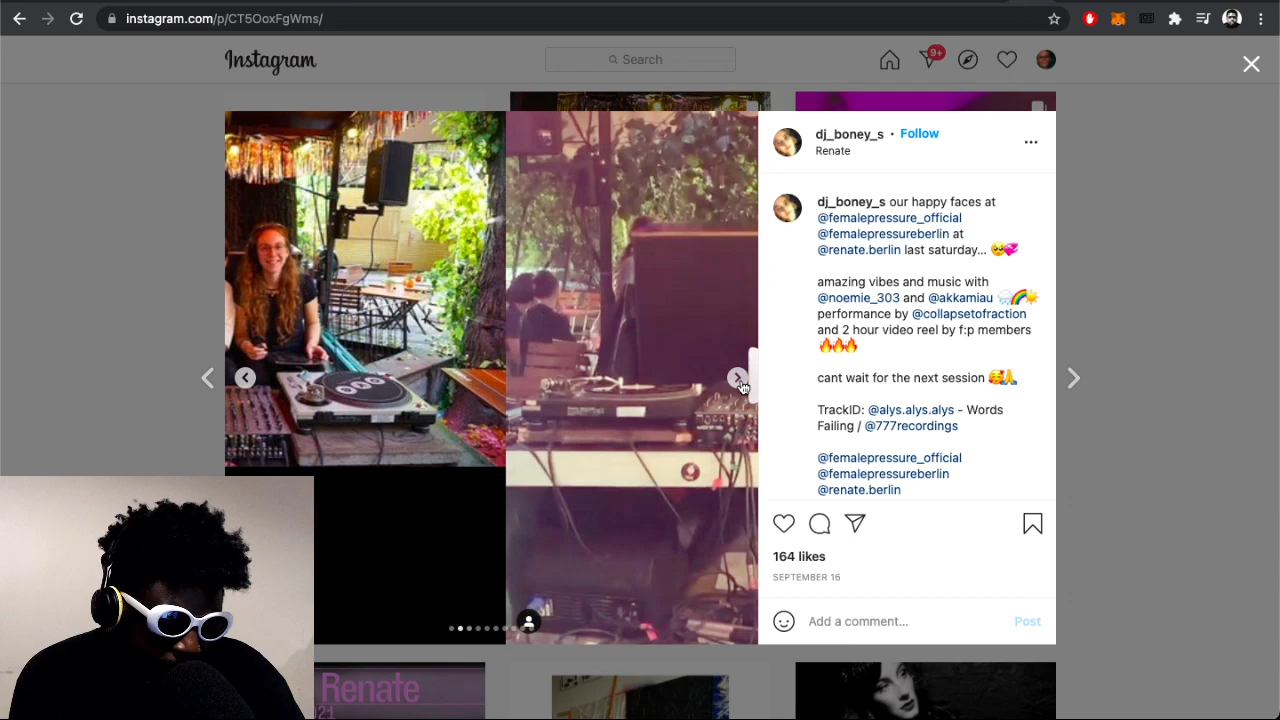 instagram.com/p/CT5OoxFgWms/
Instagram
Search
9+
dj_boney_s • Follow
Renate
dj_boney_s our happy faces at
@femalepressure_official
@femalepressureberlin at
@renate.berlin last saturday... 🥺💞
amazing vibes and music with
@noemie_303 and @akkamiau 🌧🌈☀️
performance by @collapsetofraction
and 2 hour video reel by f:p members
🔥🔥🔥
cant wait for the next session 🥰🙏
TrackID: @alys.alys.alys - Words
Failing / @777recordings
@femalepressure_official
@femalepressureberlin
@renate.berlin
164 likes
SEPTEMBER 16
Add a comment...
Post
Renate
021